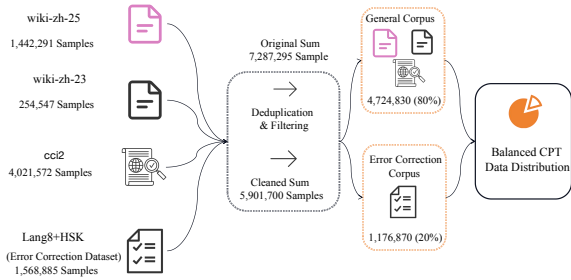 wiki-zh-25
1,442,291 Samples
wiki-zh-23
254,547 Samples
cci2
4,021,572 Samples
Lang8+HSK
(Error Correction Dataset)
1,568,885 Samples
Original Sum
7,287,295 Sample
Deduplication
& Filtering
Cleaned Sum
5,901,700 Samples
General Corpus
4,724,830 (80%)
Error Correction
Corpus
1,176,870 (20%)
Balanced CPT
Data Distribution